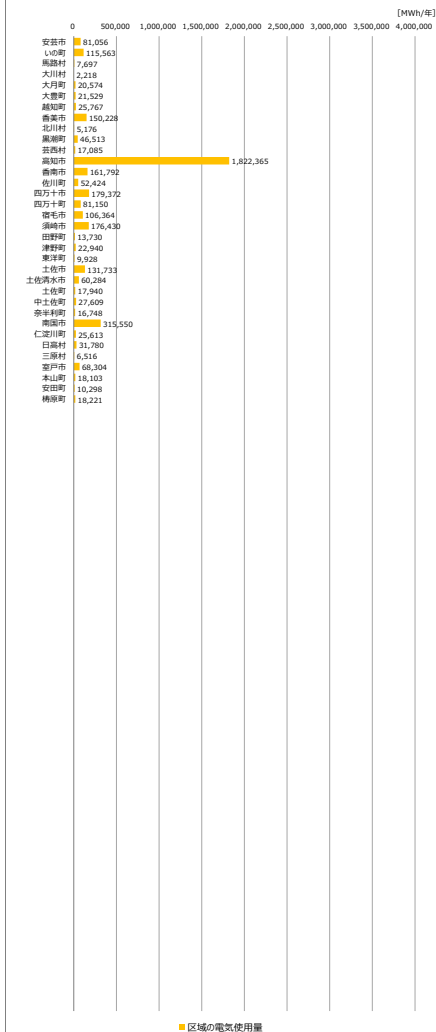 [MWh/年]
0 500,000 1,000,000 1,500,000 2,000,000 2,500,000 3,000,000 3,500,000 4,000,000
安芸市 81,056
いの町 115,563
馬路村 7,697
大川村 2,218
大月町 20,574
大豊町 21,529
越知町 25,767
香美市 150,228
北川村 5,176
黒潮町 46,513
芸西村 17,085
高知市 1,822,365
香南市 161,792
佐川町 52,424
四万十市 179,372
四万十町 81,150
宿毛市 106,364
須崎市 176,430
田野町 13,730
津野町 22,940
東洋町 9,928
土佐市 131,733
土佐清水市 60,284
土佐町 17,940
中土佐町 27,609
奈半利町 16,748
南国市 315,550
仁淀川町 25,613
日高村 31,780
三原村 6,516
室戸市 68,304
本山町 18,103
安田町 10,298
梼原町 18,221
区域の電気使用量